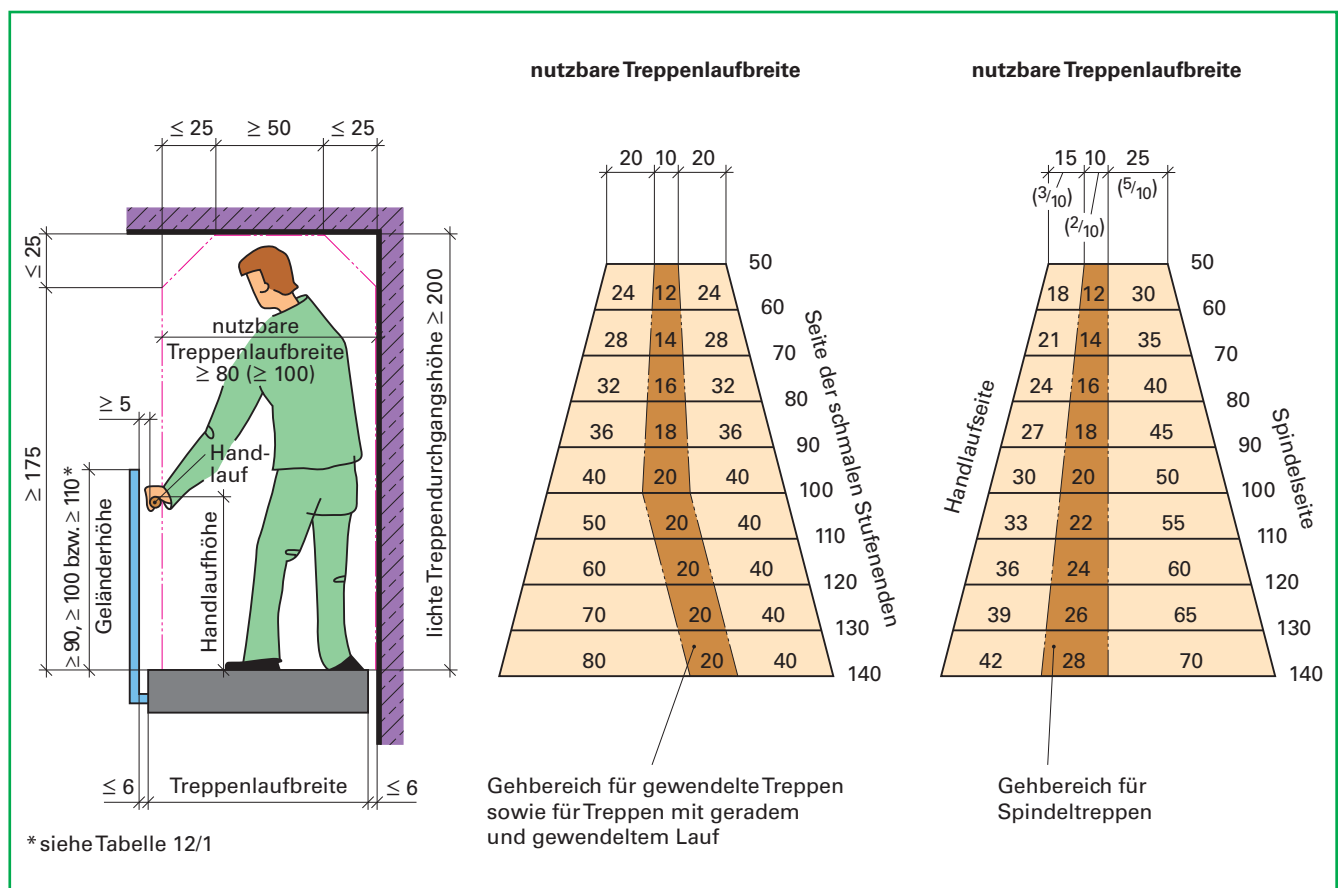 nutzbare Treppenlaufbreite
nutzbare Treppenlaufbreite
≤ 25
≥ 50
≤ 25
≤ 25
≥ 175
nutzbare
Treppenlaufbreite
≥ 80 (≥ 100)
≥ 5
Hand-
lauf
≥ 90, ≥ 100 bzw. ≥ 110*
Geländerhöhe
Handlaufhöhe
lichte Treppendurchgangshöhe ≥ 200
≤ 6
Treppenlaufbreite
≤ 6
* siehe Tabelle 12/1
20 10 20
50
24 12 24
60
28 14 28
70
32 16 32
80
36 18 36
90
40 20 40
100
50 20 40
110
60 20 40
120
70 20 40
130
80 20 40
140
Seite der schmalen Stufenenden
Gehbereich für gewendelte Treppen
sowie für Treppen mit geradem
und gewendeltem Lauf
15 10 25
(3/10) (2/10) (5/10)
50
18 12 30
60
21 14 35
70
24 16 40
80
27 18 45
90
30 20 50
100
33 22 55
110
36 24 60
120
39 26 65
130
42 28 70
140
Handlaufseite
Spindelseite
Gehbereich für
Spindeltreppen